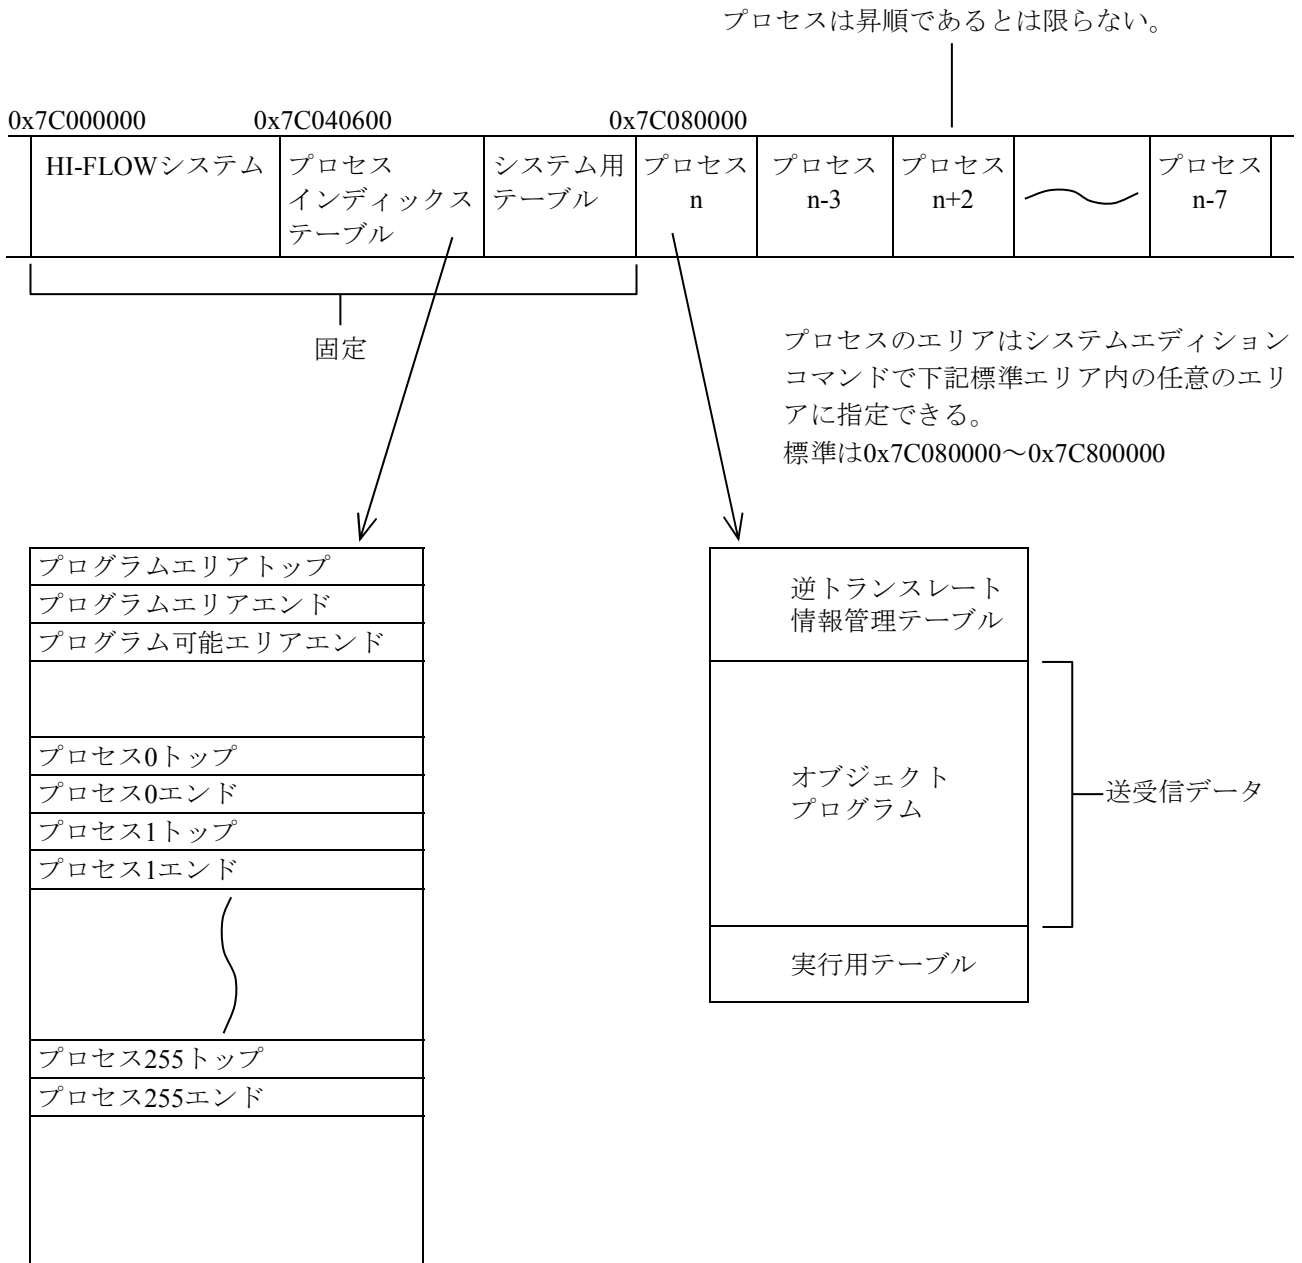 プロセスは昇順であるとは限らない。
0x7C000000
0x7C040600
0x7C080000
HI-FLOWシステム
プロセス
インディックス
テーブル
システム用
テーブル
プロセス
n
プロセス
n-3
プロセス
n+2
プロセス
n-7
固定
プロセスのエリアはシステムエディション
コマンドで下記標準エリア内の任意のエリ
アに指定できる。
標準は0x7C080000～0x7C800000
プログラムエリアトップ
プログラムエリアエンド
プログラム可能エリアエンド
プロセス0トップ
プロセス0エンド
プロセス1トップ
プロセス1エンド
プロセス255トップ
プロセス255エンド
逆トランスレート
情報管理テーブル
オブジェクト
プログラム
実行用テーブル
送受信データ